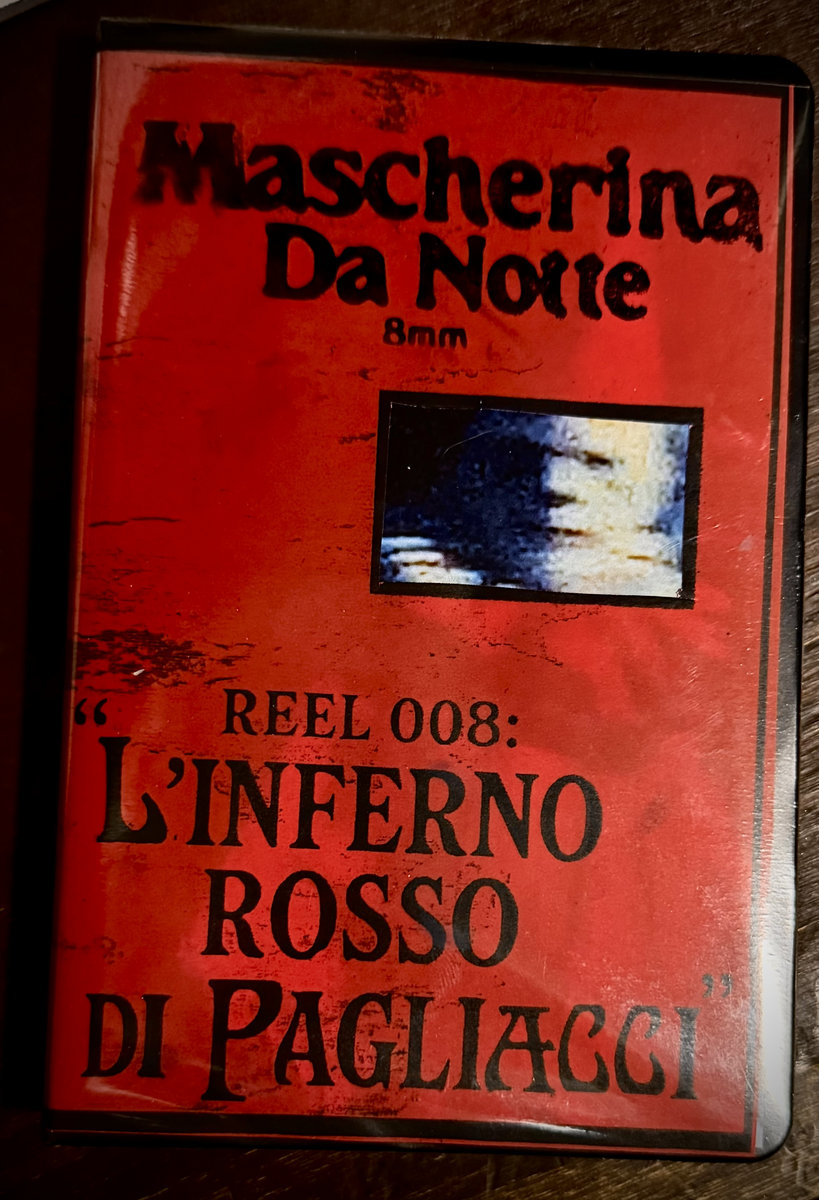 Mascherina
Da Notte
8mm
REEL 008:
“L’INFERNO
ROSSO
DI PAGLIACCI”